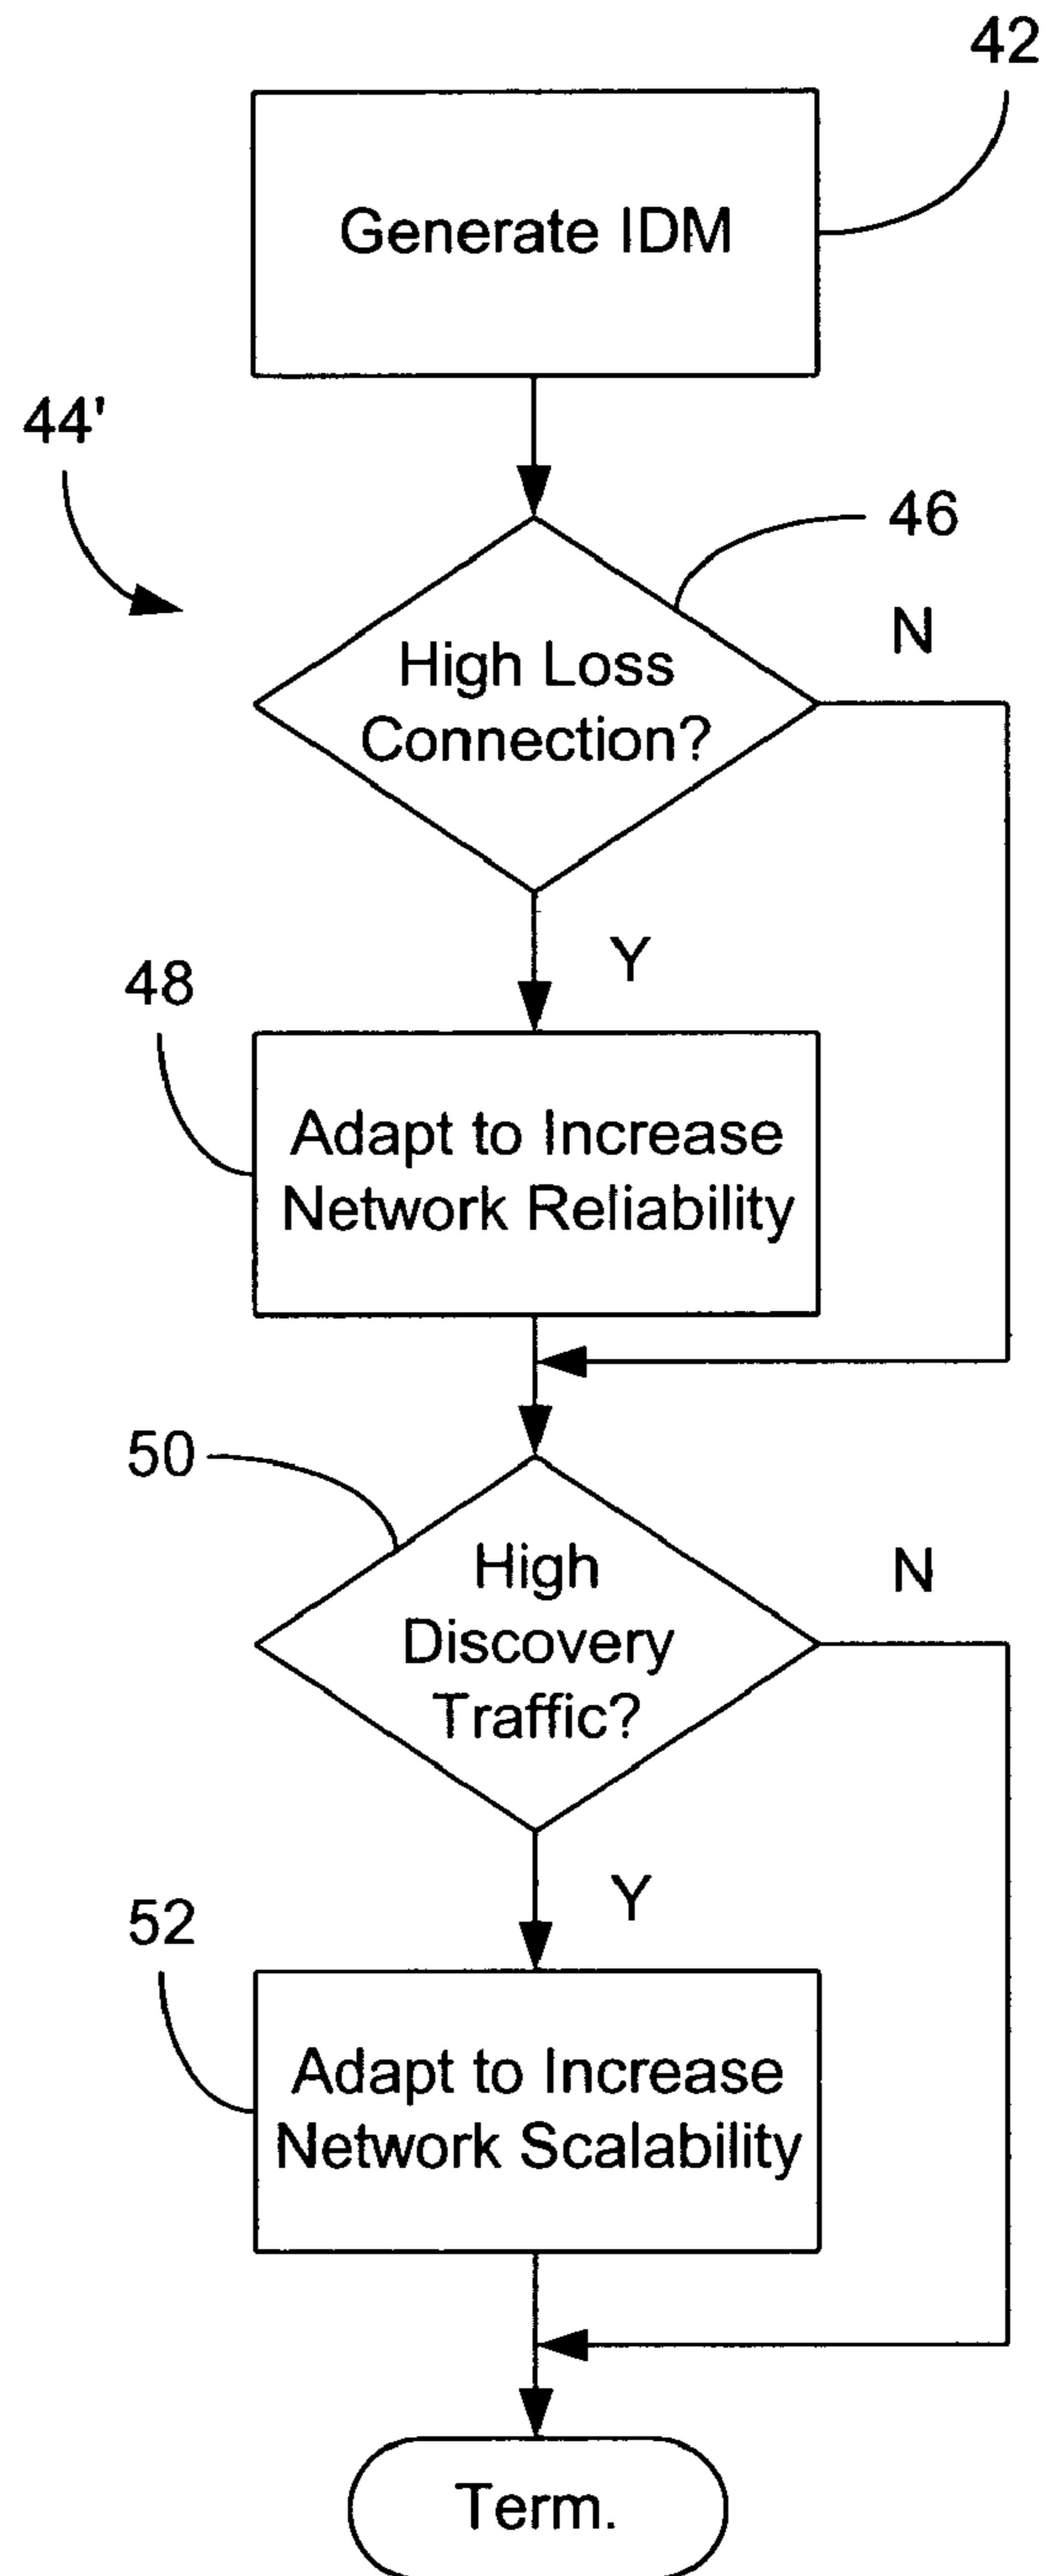 42
Generate IDM
44'
46
High Loss
Connection?
N
Y
48
Adapt to Increase
Network Reliability
50
High
Discovery
Traffic?
N
Y
52
Adapt to Increase
Network Scalability
Term.